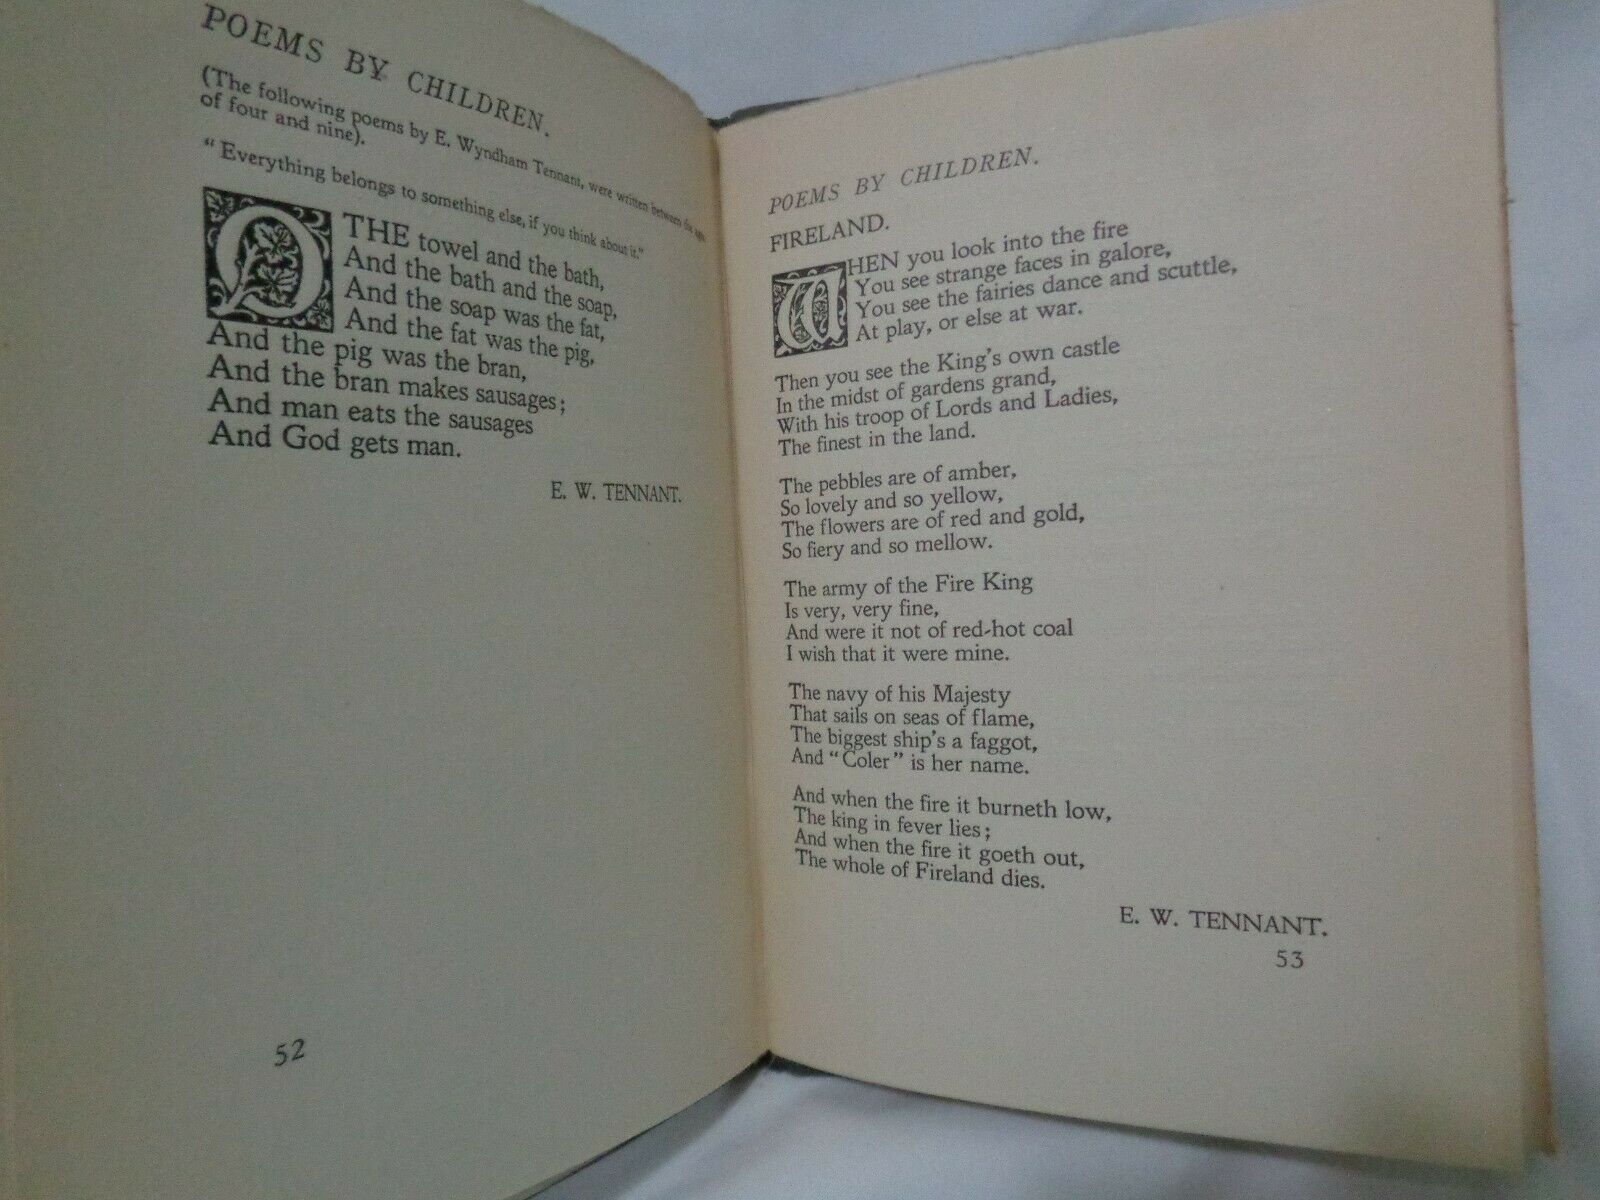 POEMS BY CHILDREN.
(The following poems by E. Wyndham Tennant, were written between the ages
of four and nine).
"Everything belongs to something else, if you think about it."
O THE towel and the bath,
And the bath and the soap,
And the soap was the fat,
And the fat was the pig,
And the pig was the bran,
And the bran makes sausages;
And man eats the sausages
And God gets man.
E. W. TENNANT.
52
POEMS BY CHILDREN.
FIRELAND.
WHEN you look into the fire
You see strange faces in galore,
You see the fairies dance and scuttle,
At play, or else at war.
Then you see the King's own castle
In the midst of gardens grand,
With his troop of Lords and Ladies,
The finest in the land.
The pebbles are of amber,
So lovely and so yellow,
The flowers are of red and gold,
So fiery and so mellow.
The army of the Fire King
Is very, very fine,
And were it not of red-hot coal
I wish that it were mine.
The navy of his Majesty
That sails on seas of flame,
The biggest ship's a faggot,
And "Coler" is her name.
And when the fire it burneth low,
The king in fever lies;
And when the fire it goeth out,
The whole of Fireland dies.
E. W. TENNANT.
53